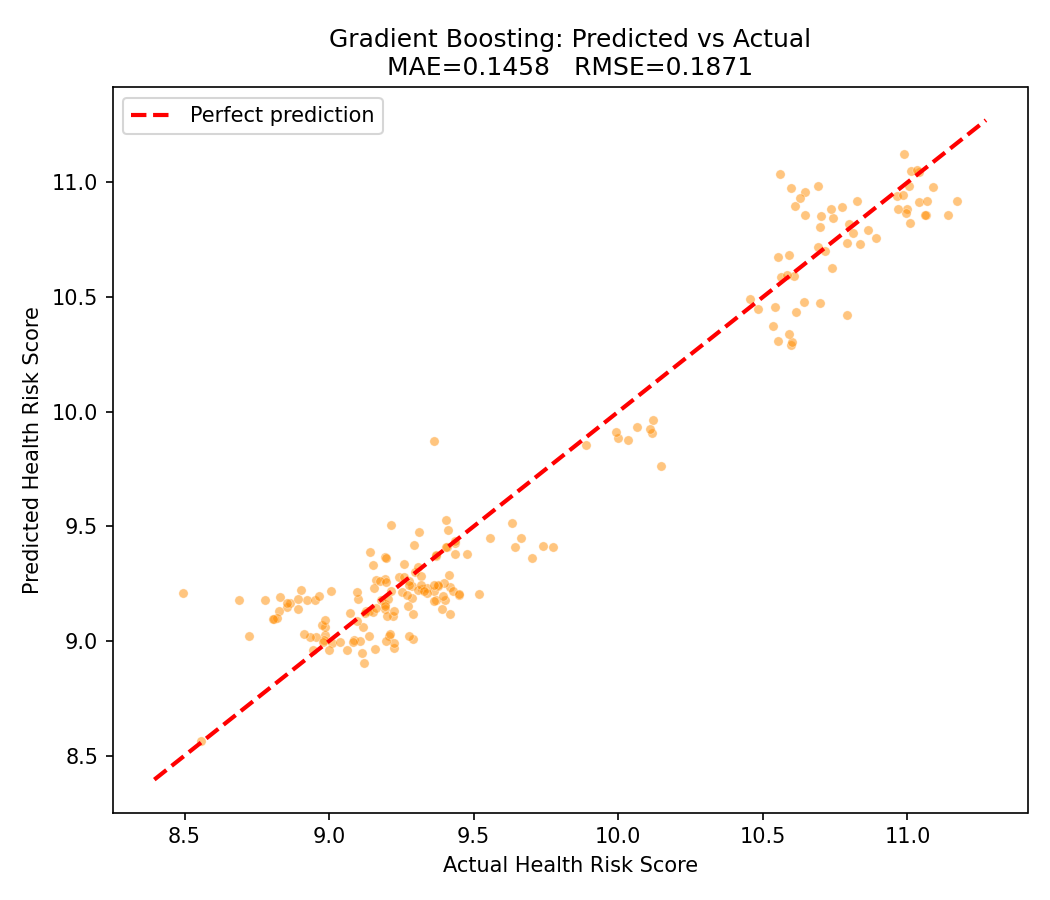 Gradient Boosting: Predicted vs Actual
MAE=0.1458   RMSE=0.1871
Perfect prediction
Predicted Health Risk Score
11.0
10.5
10.0
9.5
9.0
8.5
8.5 9.0 9.5 10.0 10.5 11.0
Actual Health Risk Score